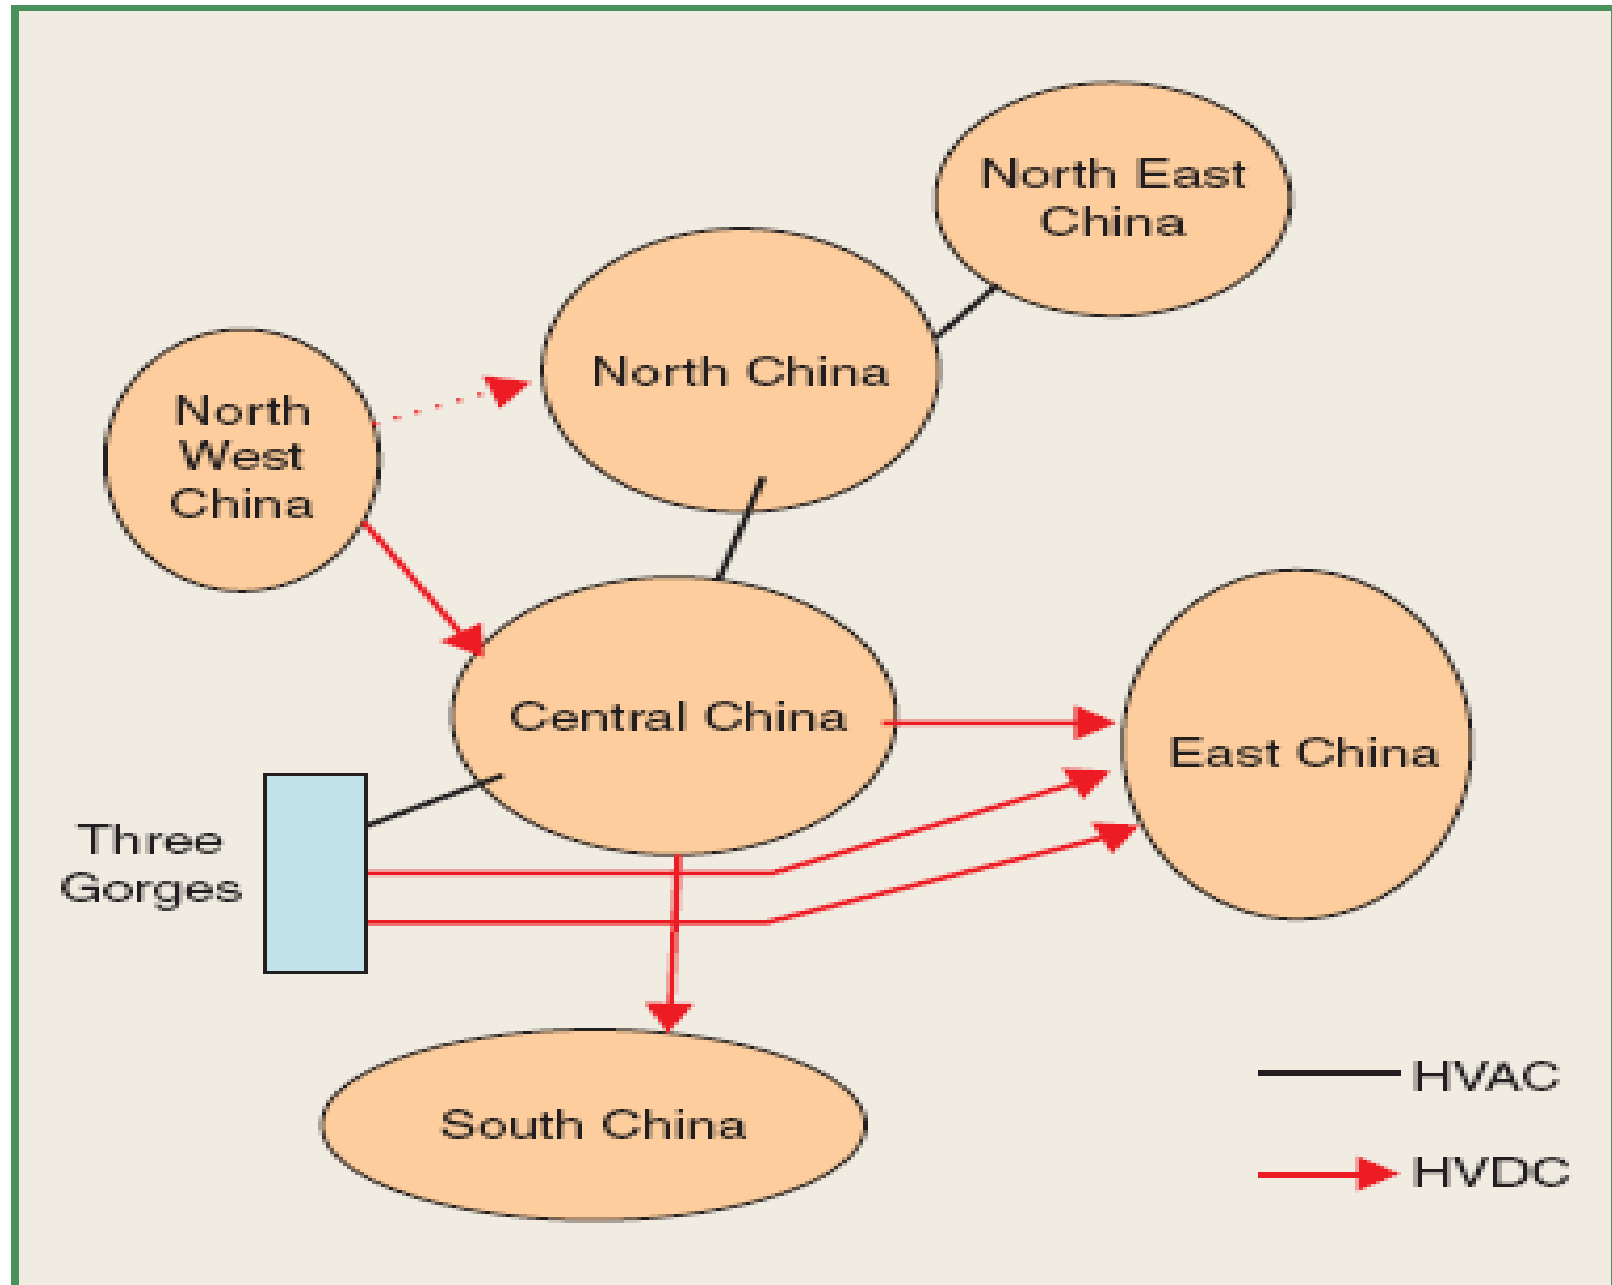 North East
China
North China
North
West
China
Central China
East China
Three
Gorges
South China
HVAC
HVDC